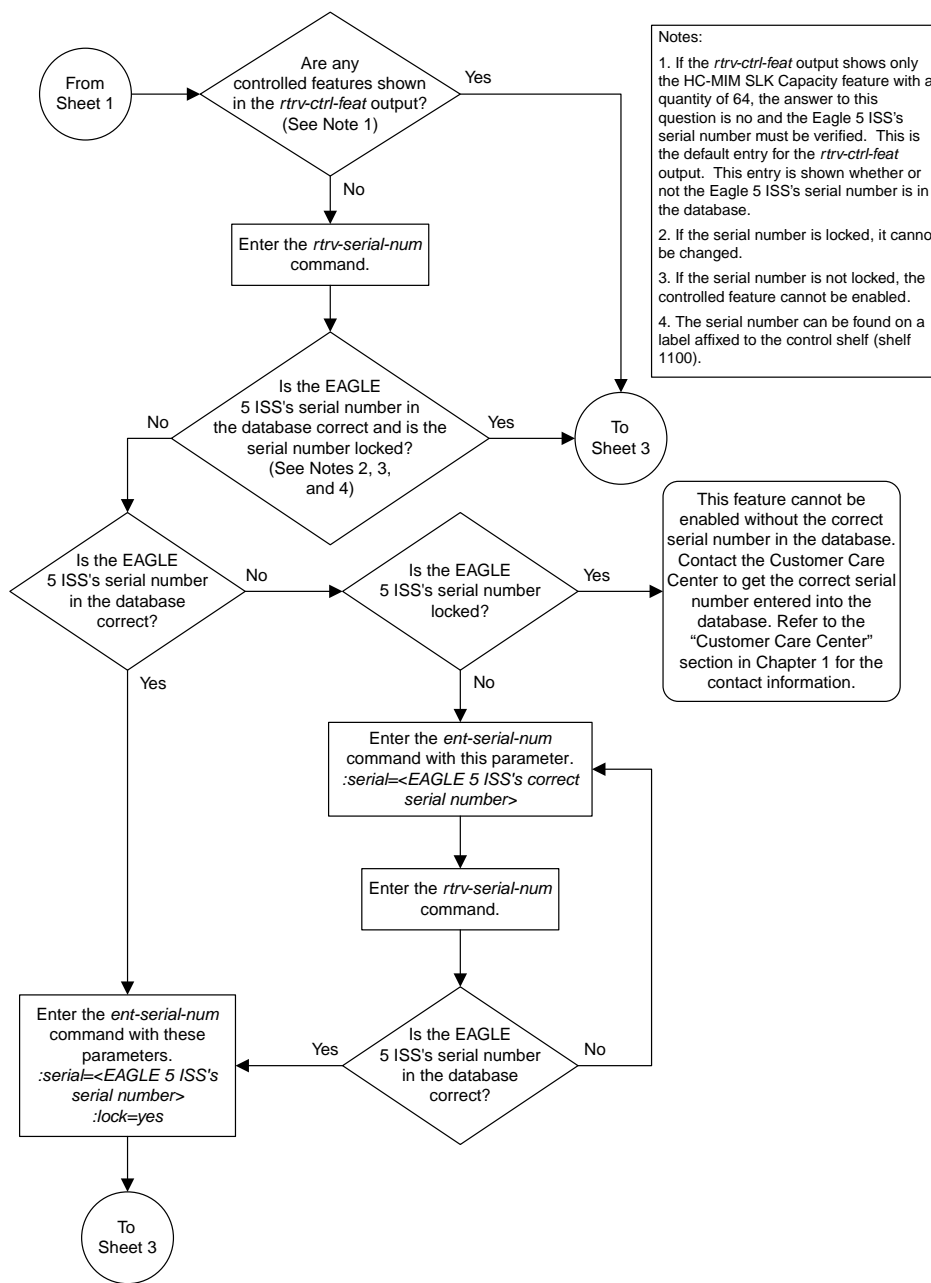 From
Sheet 1
Are any
controlled features shown
in the rtrv-ctrl-feat output?
(See Note 1)
Yes
No
Notes:
1. If the rtrv-ctrl-feat output shows only
the HC-MIM SLK Capacity feature with a
quantity of 64, the answer to this
question is no and the Eagle 5 ISS's
serial number must be verified. This is
the default entry for the rtrv-ctrl-feat
output. This entry is shown whether or
not the Eagle 5 ISS's serial number is in
the database.
2. If the serial number is locked, it canno
be changed.
3. If the serial number is not locked, the
controlled feature cannot be enabled.
4. The serial number can be found on a
label affixed to the control shelf (shelf
1100).
Enter the rtrv-serial-num
command.
Is the EAGLE
5 ISS's serial number in
the database correct and is the
serial number locked?
(See Notes 2, 3,
and 4)
No
Yes
To
Sheet 3
Is the EAGLE
5 ISS's serial number
in the database
correct?
No
Yes
Is the EAGLE
5 ISS's serial number
locked?
Yes
No
This feature cannot be
enabled without the correct
serial number in the database.
Contact the Customer Care
Center to get the correct serial
number entered into the
database. Refer to the
“Customer Care Center”
section in Chapter 1 for the
contact information.
Enter the ent-serial-num
command with this parameter.
:serial=<EAGLE 5 ISS's correct
serial number>
Enter the rtrv-serial-num
command.
Is the EAGLE
5 ISS's serial number
in the database
correct?
Yes
No
Enter the ent-serial-num
command with these
parameters.
:serial=<EAGLE 5 ISS's
serial number>
:lock=yes
To
Sheet 3